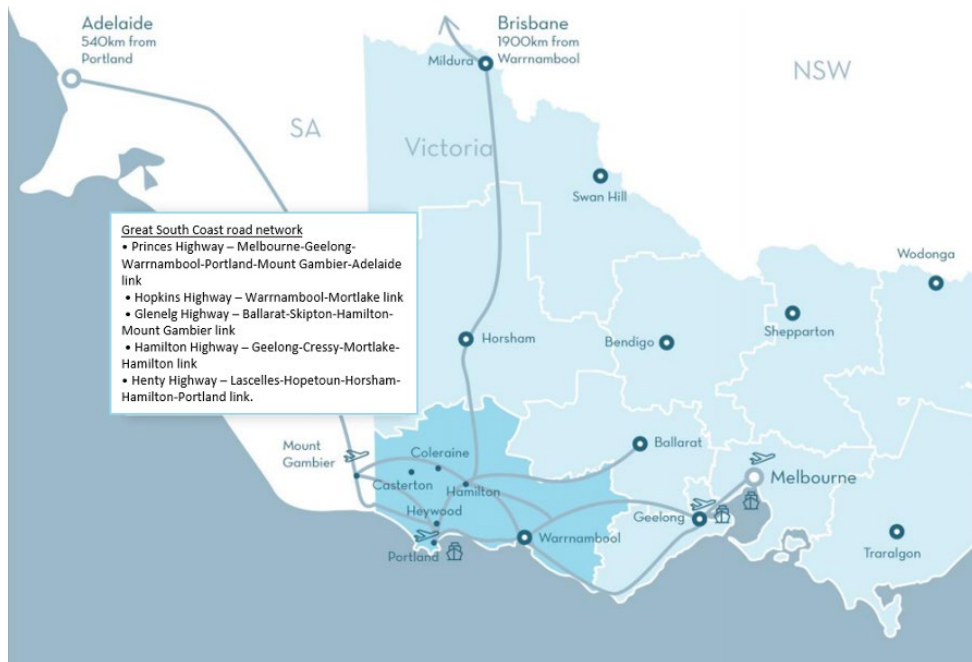 Adelaide
540km from
Portland
Brisbane
1900km from
Warrnambool
Mildura
NSW
SA
Victoria
Swan Hill
Great South Coast road network
• Princes Highway – Melbourne-Geelong-
Warrnambool-Portland-Mount Gambier-Adelaide
link
• Hopkins Highway – Warrnambool-Mortlake link
• Glenelg Highway – Ballarat-Skipton-Hamilton-
Mount Gambier link
• Hamilton Highway – Geelong-Cressy-Mortlake-
Hamilton link
• Henty Highway – Lascelles-Hopetoun-Horsham-
Hamilton-Portland link.
Wodonga
Shepparton
Horsham
Bendigo
Mount
Gambier
Coleraine
Casterton
Hamilton
Ballarat
Melbourne
Heywood
Geelong
Portland
Warrnambool
Traralgon